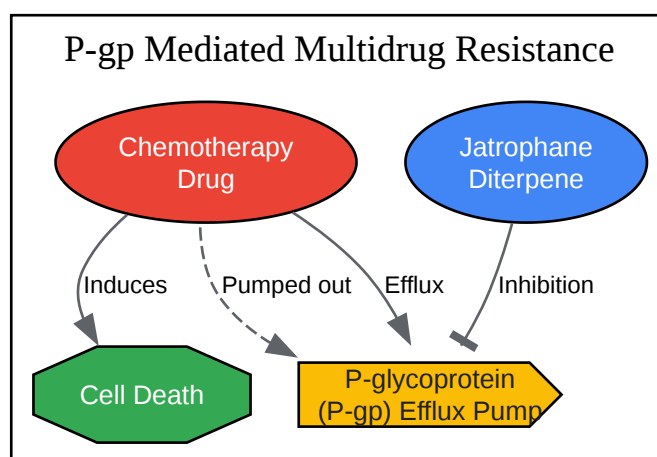 P-gp Mediated Multidrug Resistance
Chemotherapy
Drug
Jatrophane
Diterpene
Induces
Pumped out
Efflux
Inhibition
Cell Death
P-glycoprotein
(P-gp) Efflux Pump